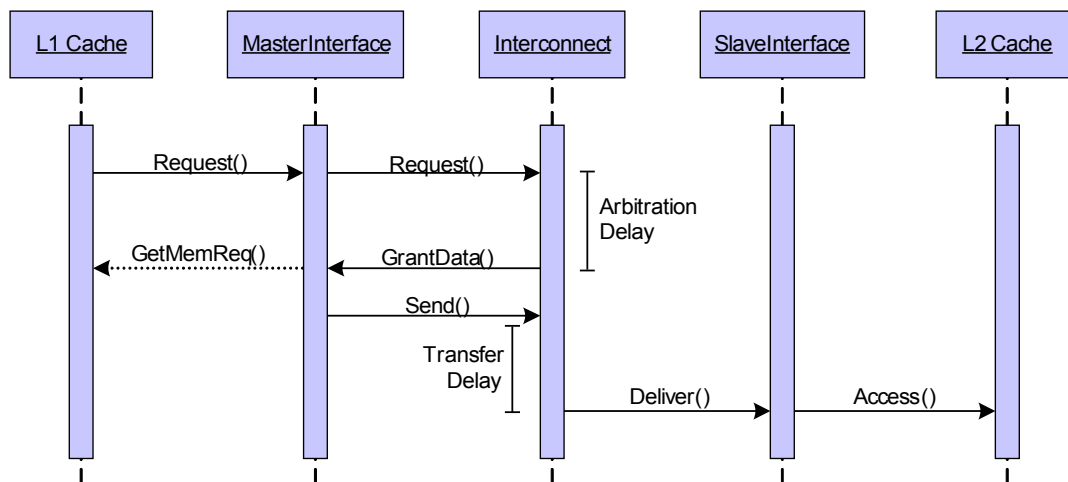 L1 Cache
MasterInterface
Interconnect
SlaveInterface
L2 Cache
Request()
Request()
Arbitration
Delay
GetMemReq()
GrantData()
Send()
Transfer
Delay
Deliver()
Access()